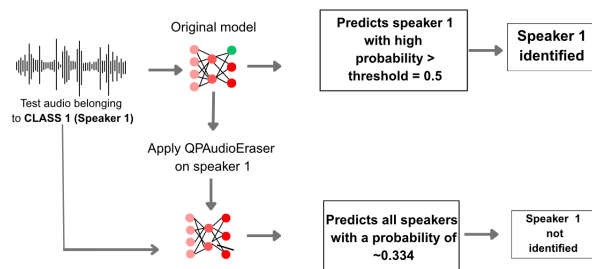 Original model
Test audio belonging
to CLASS 1 (Speaker 1)
Predicts speaker 1
with high
probability >
threshold = 0.5
Speaker
1
identified
Apply QPAudioEraser
on speaker 1
Predicts all speakers
with a probability of
~0.334
Speaker 1
not
identified